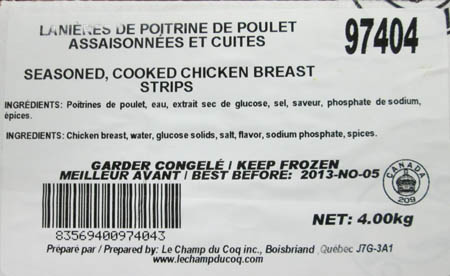 LANIÈRES DE POITRINE DE POULET
ASSAISONNÉES ET CUITES
97404
SEASONED, COOKED CHICKEN BREAST
STRIPS
INGRÉDIENTS: Poitrines de poulet, eau, extrait sec de glucose, sel, saveur, phosphate de sodium,
épices.
INGREDIENTS: Chicken breast, water, glucose solids, salt, flavor, sodium phosphate, spices.
GARDER CONGELÉ / KEEP FROZEN
MEILLEUR AVANT / BEST BEFORE: 2013-NO-05
CANADA
209
NET: 4.00kg
83569400974043
Préparé par / Prepared by: Le Champ du Coq inc., Boisbriand ,Québec J7G-3A1
www.lechampducoq.com